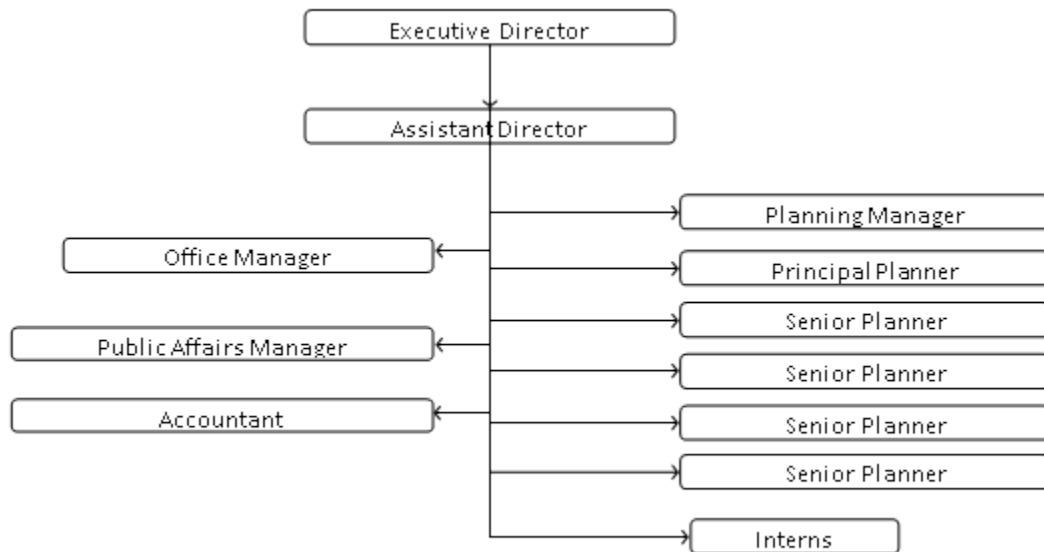 Executive Director
Assistant Director
Planning Manager
Office Manager
Principal Planner
Senior Planner
Public Affairs Manager
Senior Planner
Accountant
Senior Planner
Senior Planner
Interns